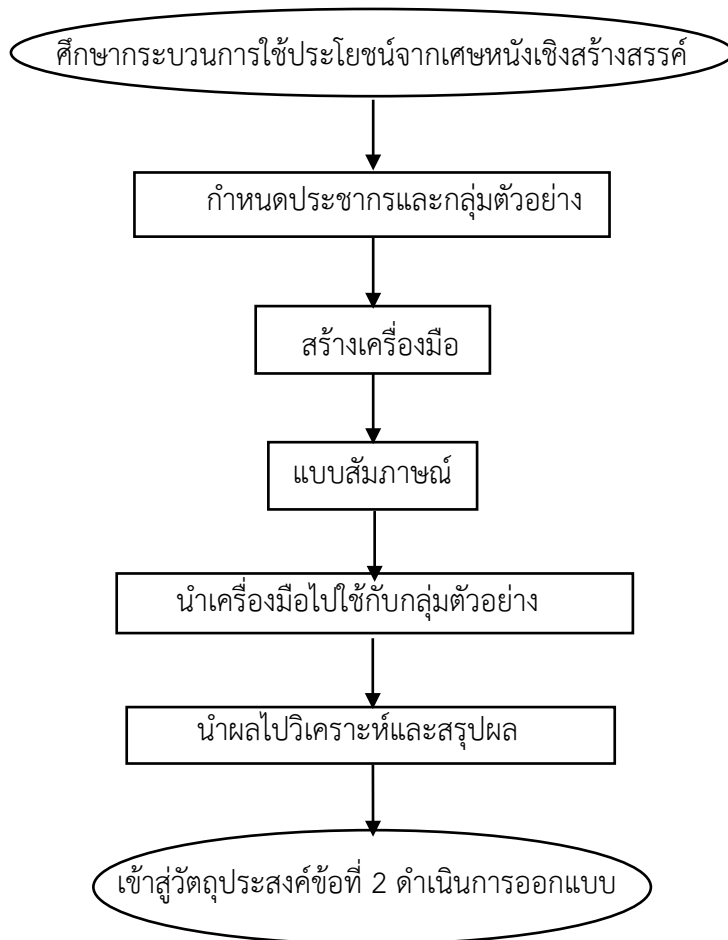 ศึกษากระบวนการใช้ประโยชน์จากเศษหนังเชิงสร้างสรรค์
กำหนดประชากรและกลุ่มตัวอย่าง
สร้างเครื่องมือ
แบบสัมภาษณ์
นำเครื่องมือไปใช้กับกลุ่มตัวอย่าง
นำผลไปวิเคราะห์และสรุปผล
เข้าสู่วัตถุประสงค์ข้อที่ 2 ดำเนินการออกแบบ